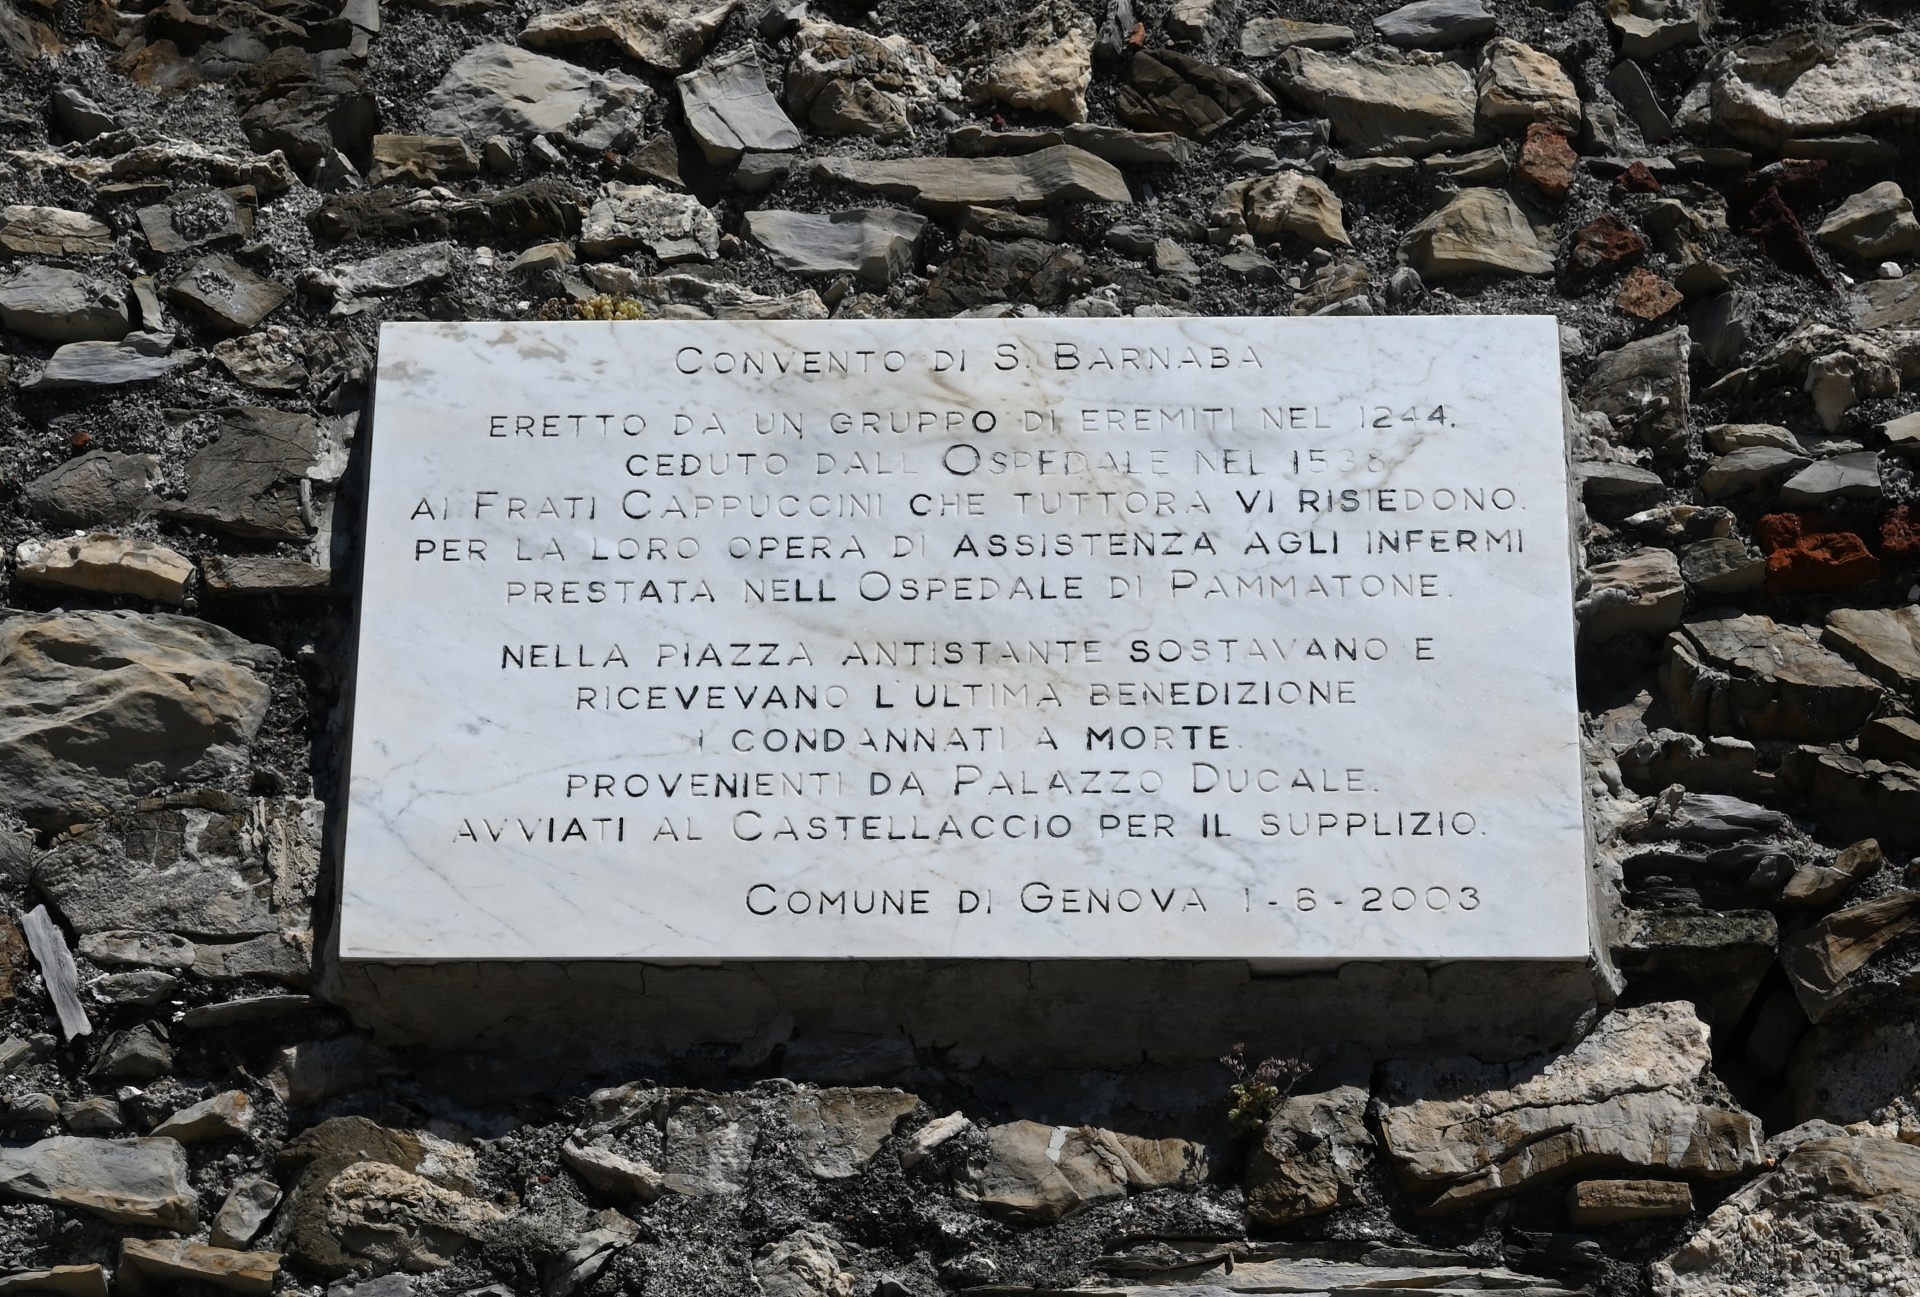 CONVENTO DI S. BARNABA
ERETTO DA UN GRUPPO DI EREMITI NEL 1244.
CEDUTO DALL OSPEDALE NEL 1538
AI FRATI CAPPUCCINI CHE TUTTORA VI RISIEDONO.
PER LA LORO OPERA DI ASSISTENZA AGLI INFERMI
PRESTATA NELL OSPEDALE DI PAMMATONE.
NELLA PIAZZA ANTISTANTE SOSTAVANO E
RICEVEVANO L'ULTIMA BENEDIZIONE
I CONDANNATI A MORTE.
PROVENIENTI DA PALAZZO DUCALE.
AVVIATI AL CASTELLACCIO PER IL SUPPLIZIO.
COMUNE DI GENOVA 1-6-2003